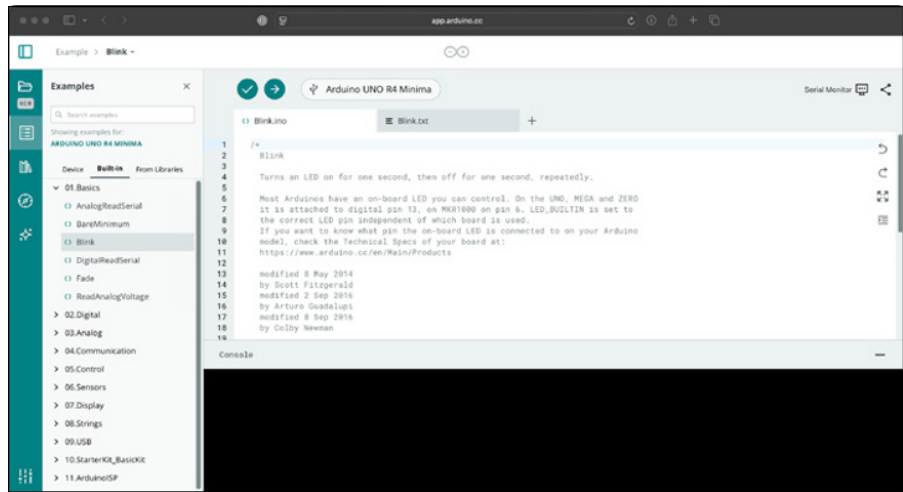 app.arduino.cc
Example > Blink
Examples
NEW
Search examples
Showing examples for:
ARDUINO UNO R4 MINIMA
Device Built-in From Libraries
01.Basics
AnalogReadSerial
BareMinimum
Blink
DigitalReadSerial
Fade
ReadAnalogVoltage
02.Digital
03.Analog
04.Communication
05.Control
06.Sensors
07.Display
08.Strings
09.USB
10.StarterKit_BasicKit
11.ArduinoISP
Arduino UNO R4 Minima
Serial Monitor
Blink.ino Blink.txt +
1 /*
2 Blink
3
4 Turns an LED on for one second, then off for one second, repeatedly.
5
6 Most Arduinos have an on-board LED you can control. On the UNO, MEGA and ZERO
7 it is attached to digital pin 13, on MKR1000 on pin 6. LED_BUILTIN is set to
8 the correct LED pin independent of which board is used.
9 If you want to know what pin the on-board LED is connected to on your Arduino
10 model, check the Technical Specs of your board at:
11 https://www.arduino.cc/en/Main/Products
12
13 modified 8 May 2014
14 by Scott Fitzgerald
15 modified 2 Sep 2016
16 by Arturo Guadalupi
17 modified 8 Sep 2016
18 by Colby Newman
19
Console